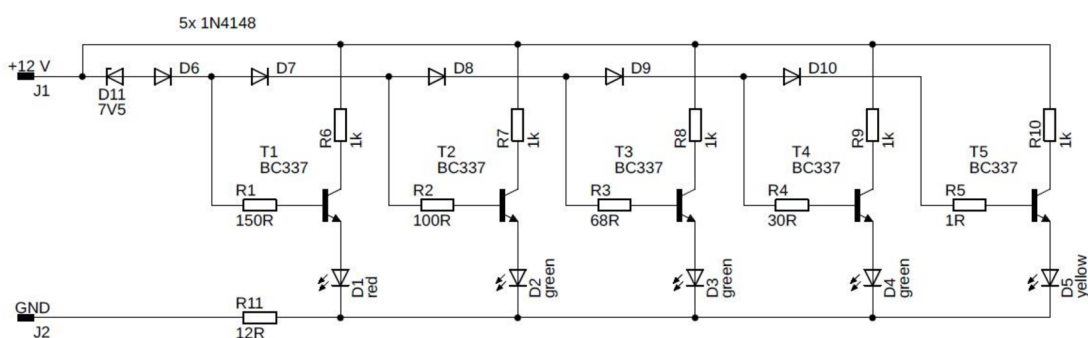 5x 1N4148
+12 V
J1
D11
7V5
D6
D7
D8
D9
D10
R6
1k
R7
1k
R8
1k
R9
1k
R10
1k
T1
BC337
T2
BC337
T3
BC337
T4
BC337
T5
BC337
R1
150R
R2
100R
R3
68R
R4
30R
R5
1R
D1
red
D2
green
D3
green
D4
green
D5
yellow
GND
J2
R11
12R